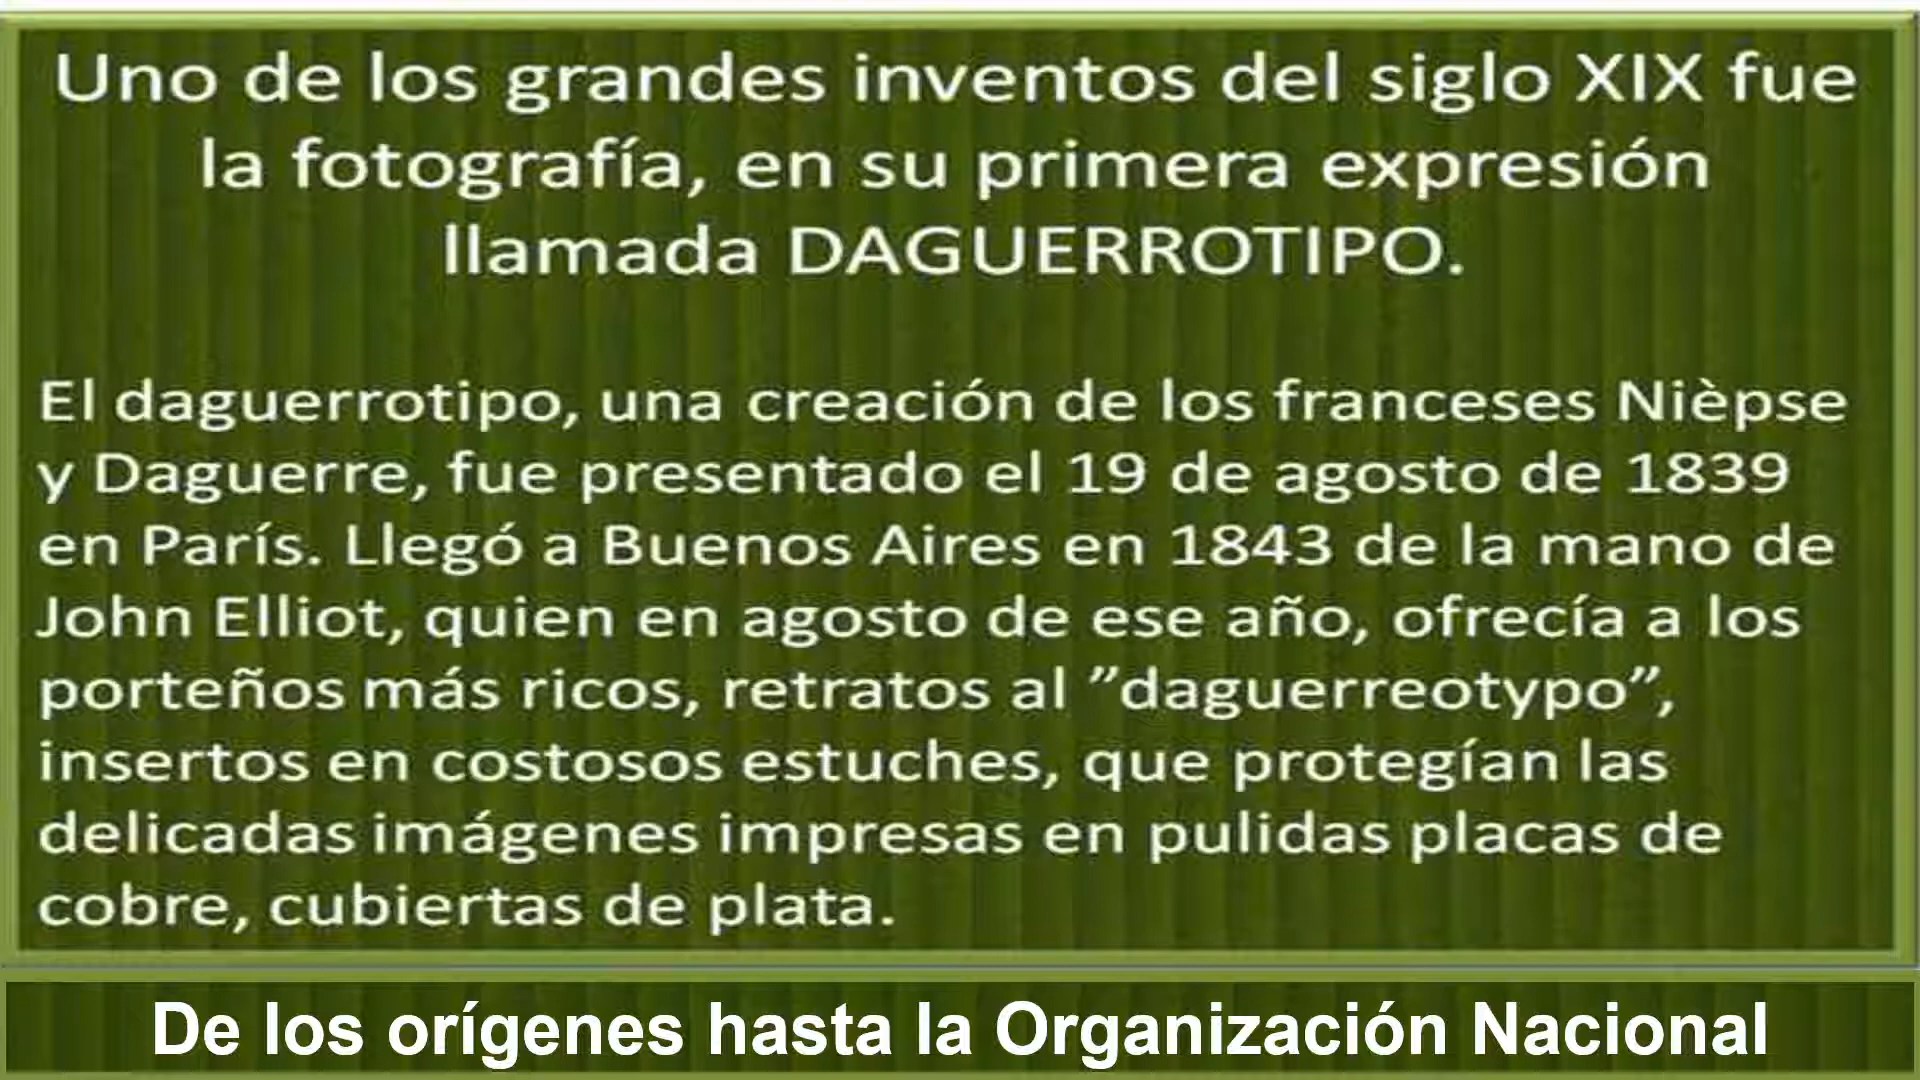 Uno de los grandes inventos del siglo XIX fue
la fotografía, en su primera expresión
llamada DAGUERROTIPO.
El daguerrotipo, una creación de los franceses Nièpse
y Daguerre, fue presentado el 19 de agosto de 1839
en París. Llegó a Buenos Aires en 1843 de la mano de
John Elliot, quien en agosto de ese año, ofrecía a los
porteños más ricos, retratos al ”daguerreotypo”,
insertos en costosos estuches, que protegían las
delicadas imágenes impresas en pulidas placas de
cobre, cubiertas de plata.
De los orígenes hasta la Organización Nacional